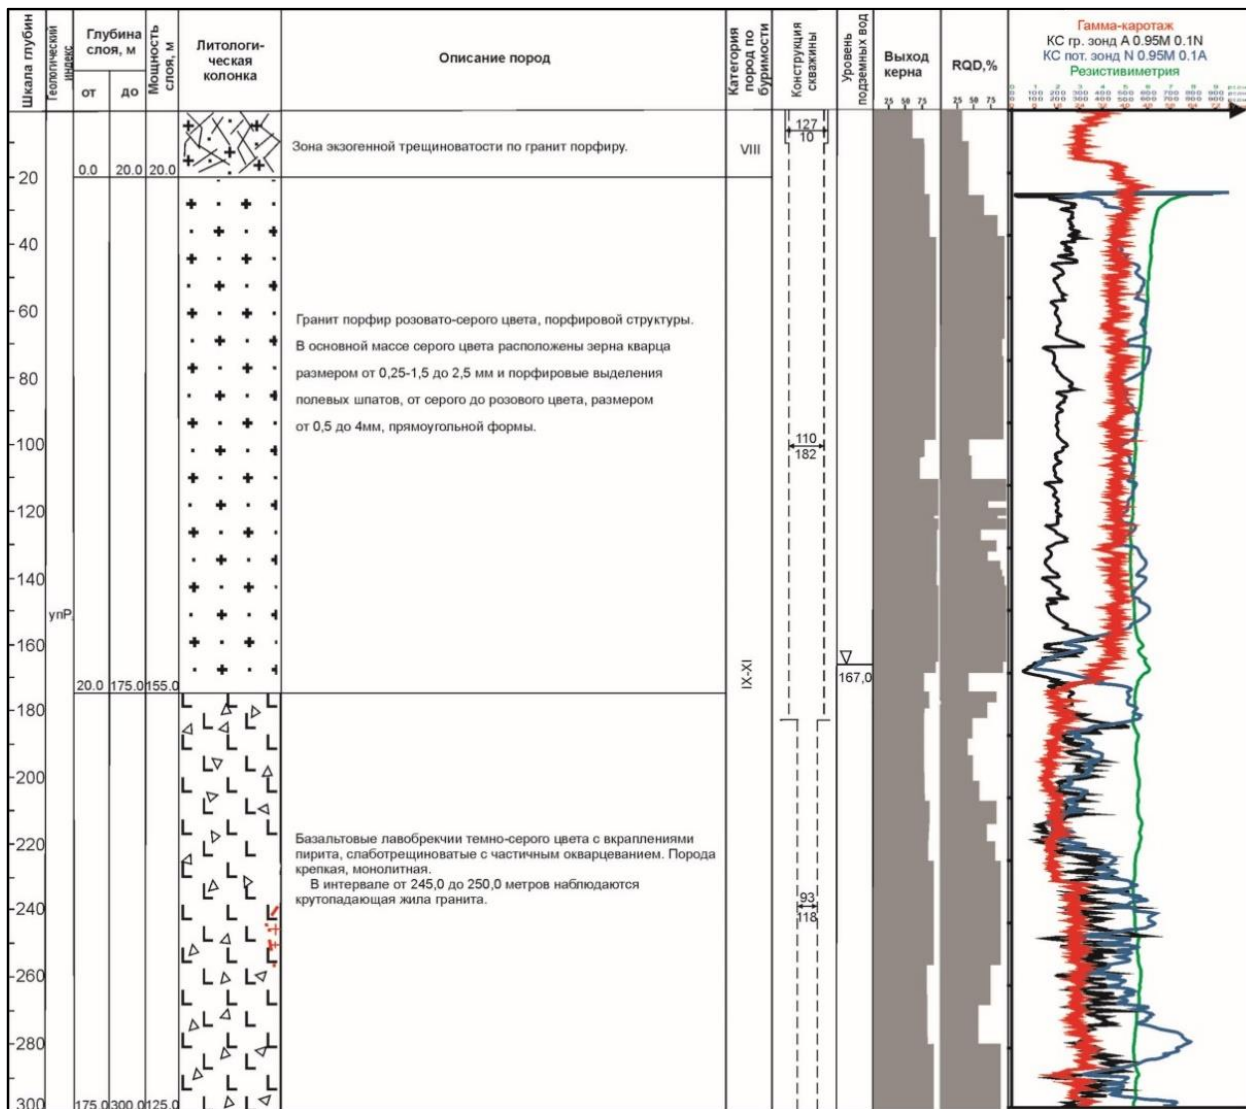 Шкала глубин
Геологический индекс
Глубина слоя, м
от
до
Мощность слоя, м
Литологи-
ческая
колонка
Описание пород
Категория пород по буримости
Конструкция скважины
Уровень подземных вод
Выход
керна
25 50 75
RQD,%
25 50 75
Гамма-каротаж
КС гр. зонд А 0.95М 0.1N
КС пот. зонд N 0.95М 0.1А
Резистивиметрия
Зона экзогенной трещиноватости по гранит порфиру.
VIII
127
10
0.0 20.0 20.0
20
40
60
80
100
120
140
160
180
200
220
240
260
280
300
Гранит порфир розовато-серого цвета, порфировой структуры.
В основной массе серого цвета расположены зерна кварца
размером от 0,25-1,5 до 2,5 мм и порфировые выделения
полевых шпатов, от серого до розового цвета, размером
от 0,5 до 4мм, прямоугольной формы.
110
182
IX-XI
167,0
20.0 175.0 155.0
Базальтовые лавобрекчии темно-серого цвета с вкраплениями
пирита, слаботрещиноватые с частичным окварцеванием. Порода
крепкая, монолитная.
В интервале от 245,0 до 250,0 метров наблюдаются
крутопадающая жила гранита.
93
118
175.0 300.0 125.0